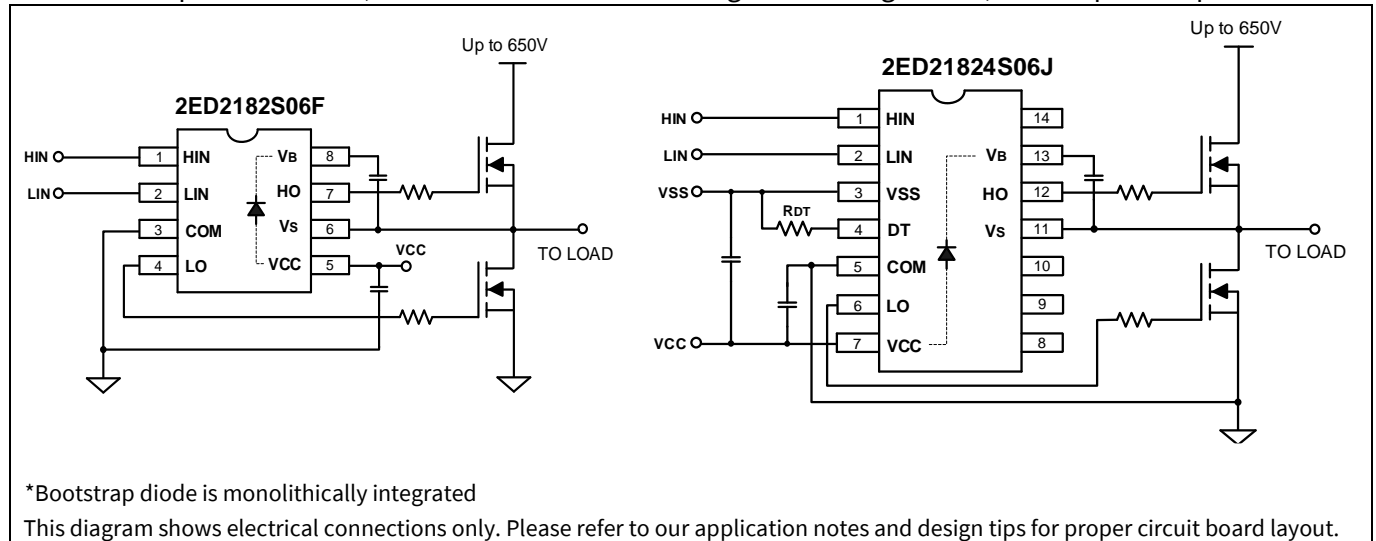 Up to 650V
2ED2182S06F
HIN 1 HIN VB 8
LIN 2 LIN HO 7
3 COM Vs 6
4 LO VCC 5 VCC
TO LOAD
Up to 650V
2ED21824S06J
HIN 1 HIN 14
LIN 2 LIN VB 13
VSS 3 VSS HO 12
RDT 4 DT Vs 11
5 COM 10
6 LO 9
VCC 7 VCC 8
TO LOAD
*Bootstrap diode is monolithically integrated
This diagram shows electrical connections only. Please refer to our application notes and design tips for proper circuit board layout.